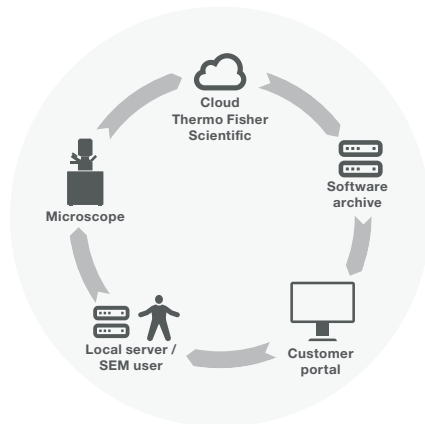 Cloud
Thermo Fisher
Scientific
Software
archive
Microscope
Local server /
SEM user
Customer
portal